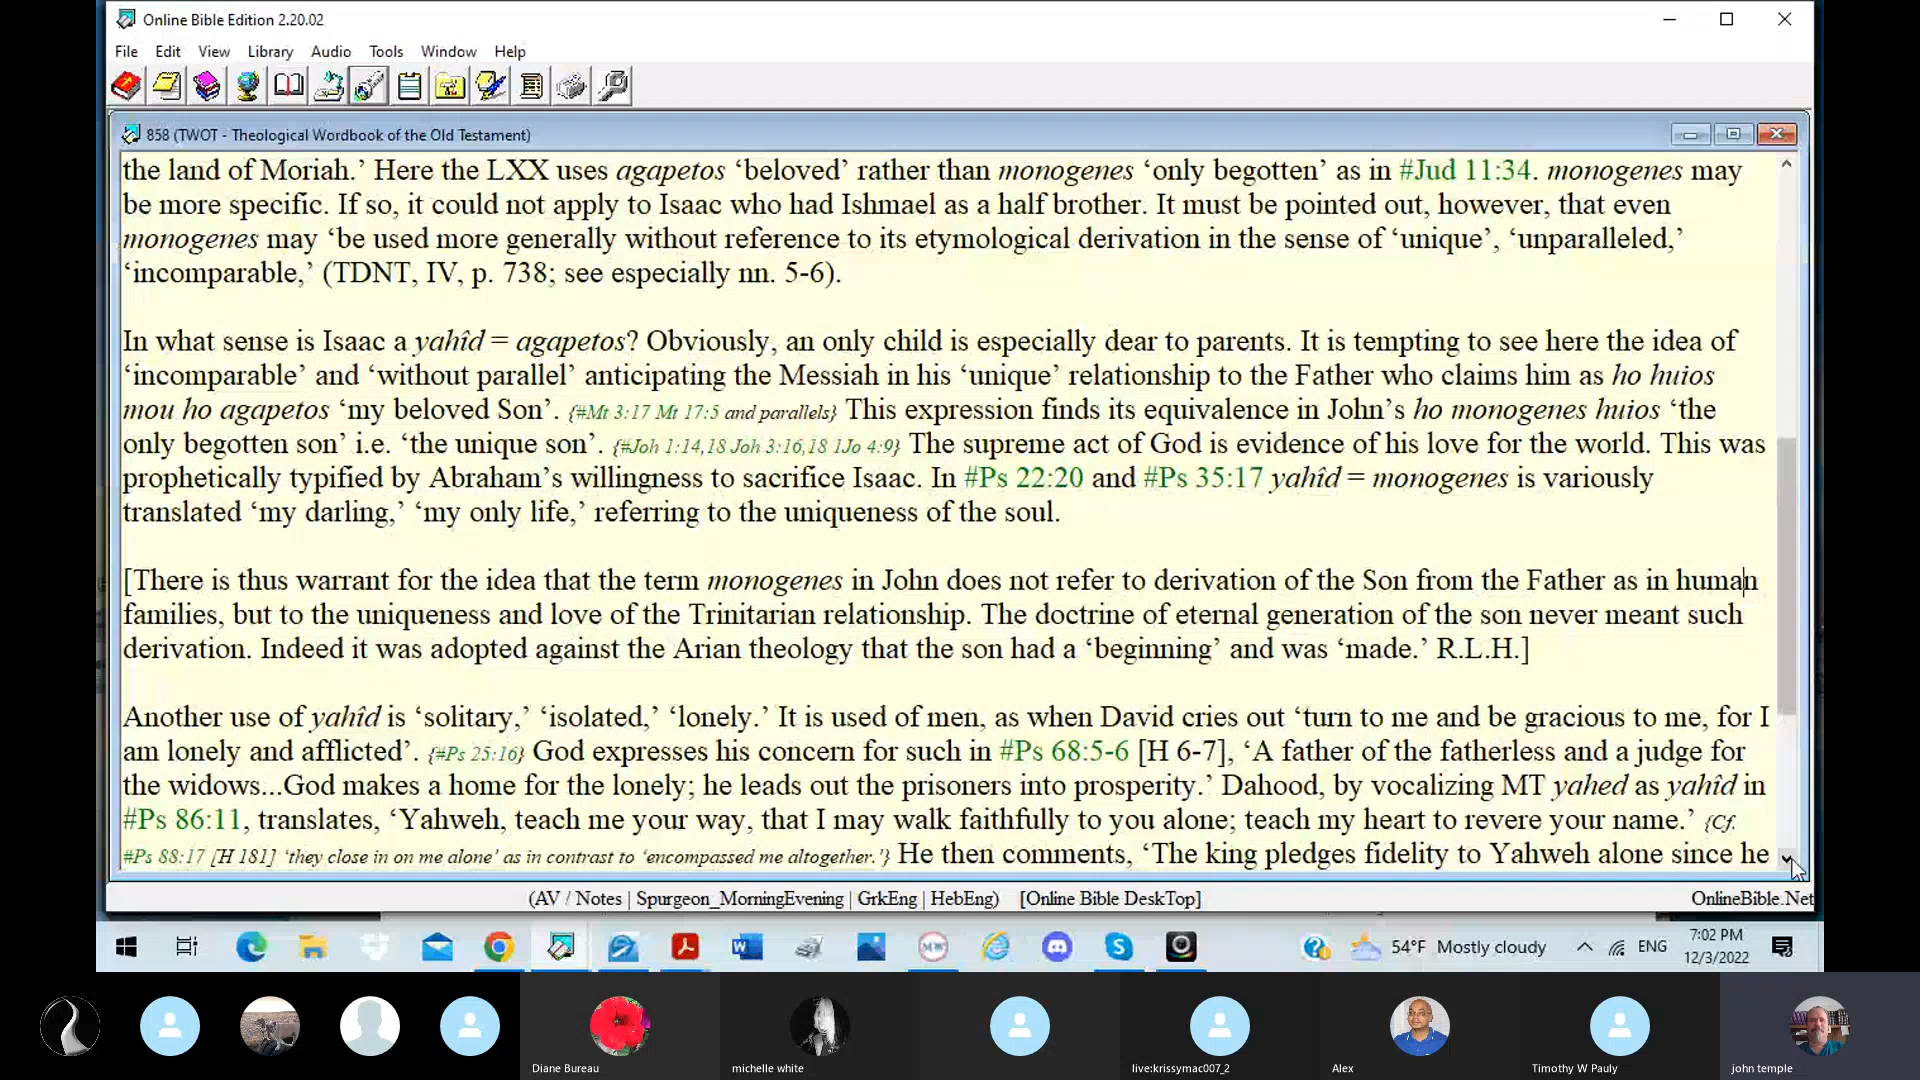 Online Bible Edition 2.20.02
File Edit View Library Audio Tools Window Help
858 (TWOT - Theological Wordbook of the Old Testament)
the land of Moriah.’ Here the LXX uses agapetos ‘beloved’ rather than monogenes ‘only begotten’ as in #Jud 11:34. monogenes may
be more specific. If so, it could not apply to Isaac who had Ishmael as a half brother. It must be pointed out, however, that even
monogenes may ‘be used more generally without reference to its etymological derivation in the sense of ‘unique’, ‘unparalleled,’
‘incomparable,’ (TDNT, IV, p. 738; see especially nn. 5-6).
In what sense is Isaac a yahîd = agapetos? Obviously, an only child is especially dear to parents. It is tempting to see here the idea of
‘incomparable’ and ‘without parallel’ anticipating the Messiah in his ‘unique’ relationship to the Father who claims him as ho huios
mou ho agapetos ‘my beloved Son’. {#Mt 3:17 Mt 17:5 and parallels} This expression finds its equivalence in John’s ho monogenes huios ‘the
only begotten son’ i.e. ‘the unique son’. {#Joh 1:14,18 Joh 3:16,18 1Jo 4:9} The supreme act of God is evidence of his love for the world. This was
prophetically typified by Abraham’s willingness to sacrifice Isaac. In #Ps 22:20 and #Ps 35:17 yahîd = monogenes is variously
translated ‘my darling,’ ‘my only life,’ referring to the uniqueness of the soul.
[There is thus warrant for the idea that the term monogenes in John does not refer to derivation of the Son from the Father as in human
families, but to the uniqueness and love of the Trinitarian relationship. The doctrine of eternal generation of the son never meant such
derivation. Indeed it was adopted against the Arian theology that the son had a ‘beginning’ and was ‘made.’ R.L.H.]
Another use of yahîd is ‘solitary,’ ‘isolated,’ ‘lonely.’ It is used of men, as when David cries out ‘turn to me and be gracious to me, for I
am lonely and afflicted’. {#Ps 25:16} God expresses his concern for such in #Ps 68:5-6 [H 6-7], ‘A father of the fatherless and a judge for
the widows...God makes a home for the lonely; he leads out the prisoners into prosperity.’ Dahood, by vocalizing MT yahed as yahîd in
#Ps 86:11, translates, ‘Yahweh, teach me your way, that I may walk faithfully to you alone; teach my heart to revere your name.’ {Cf.
#Ps 88:17 [H 181] ‘they close in on me alone’ as in contrast to ‘encompassed me altogether.’} He then comments, ‘The king pledges fidelity to Yahweh alone since he
(AV / Notes | Spurgeon_MorningEvening | GrkEng | HebEng) [Online Bible DeskTop] OnlineBible.Net
54°F Mostly cloudy ENG 7:02 PM
12/3/2022
Diane Bureau michelle white live:krissymac007_2 Alex Timothy W Pauly john temple